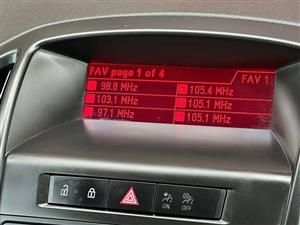 FAV page 1 of 4
FAV 1
98.8 MHz
105.4 MHz
103.1 MHz
105.1 MHz
97.1 MHz
105.1 MHz
ON
OFF